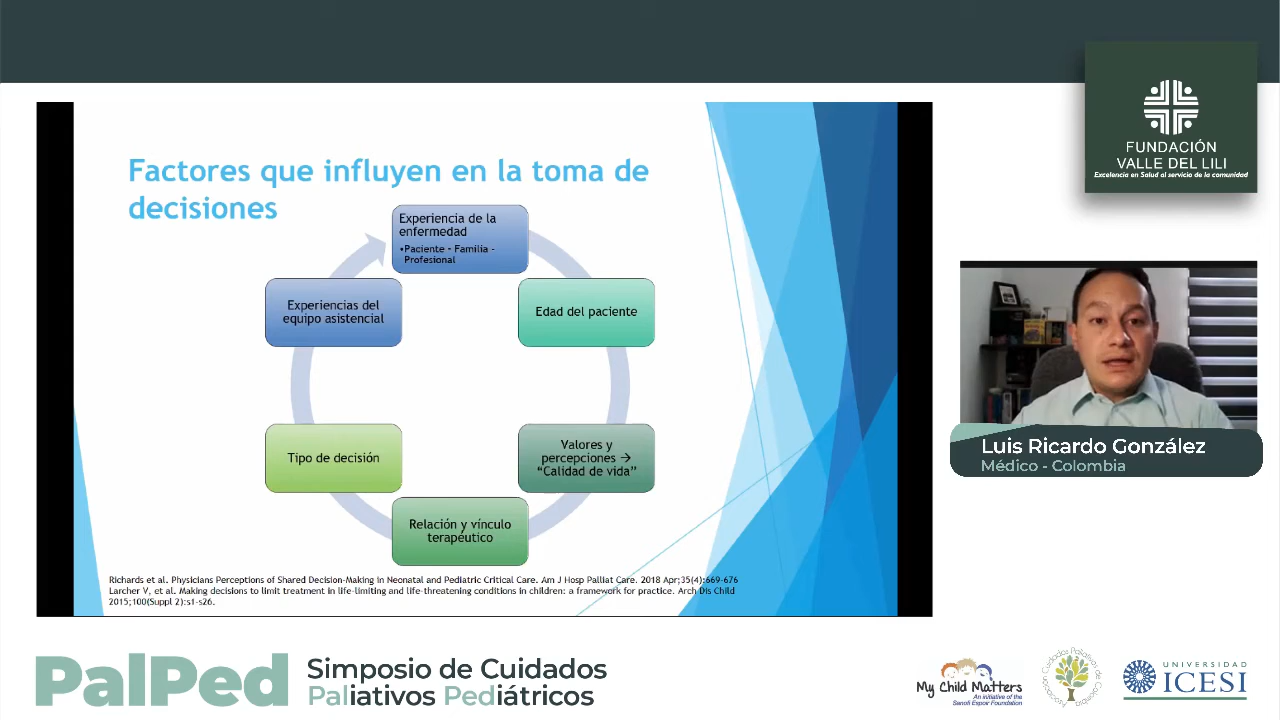 Factores que influyen en la toma de
decisiones
Experiencia de la
enfermedad
•Paciente - Familia -
Profesional
Edad del paciente
Valores y
percepciones →
“Calidad de vida”
Relación y vínculo
terapéutico
Tipo de decisión
Experiencias del
equipo asistencial
Richards et al. Physicians Perceptions of Shared Decision-Making in Neonatal and Pediatric Critical Care. Am J Hosp Palliat Care. 2018 Apr;35(4):669-676
Larcher V, et al. Making decisions to limit treatment in life-limiting and life-threatening conditions in children: a framework for practice. Arch Dis Child
2015;100(Suppl 2):s1-s26.
FUNDACIÓN
VALLE DEL LILI
Excelencia en Salud al servicio de la comunidad
Luis Ricardo González
Médico - Colombia
PalPed
Simposio de Cuidados
Paliativos Pediátricos
My Child Matters
An initiative of the
Sanofi Espoir Foundation
Asociación Cuidados Paliativos de Colombia
UNIVERSIDAD
ICESI